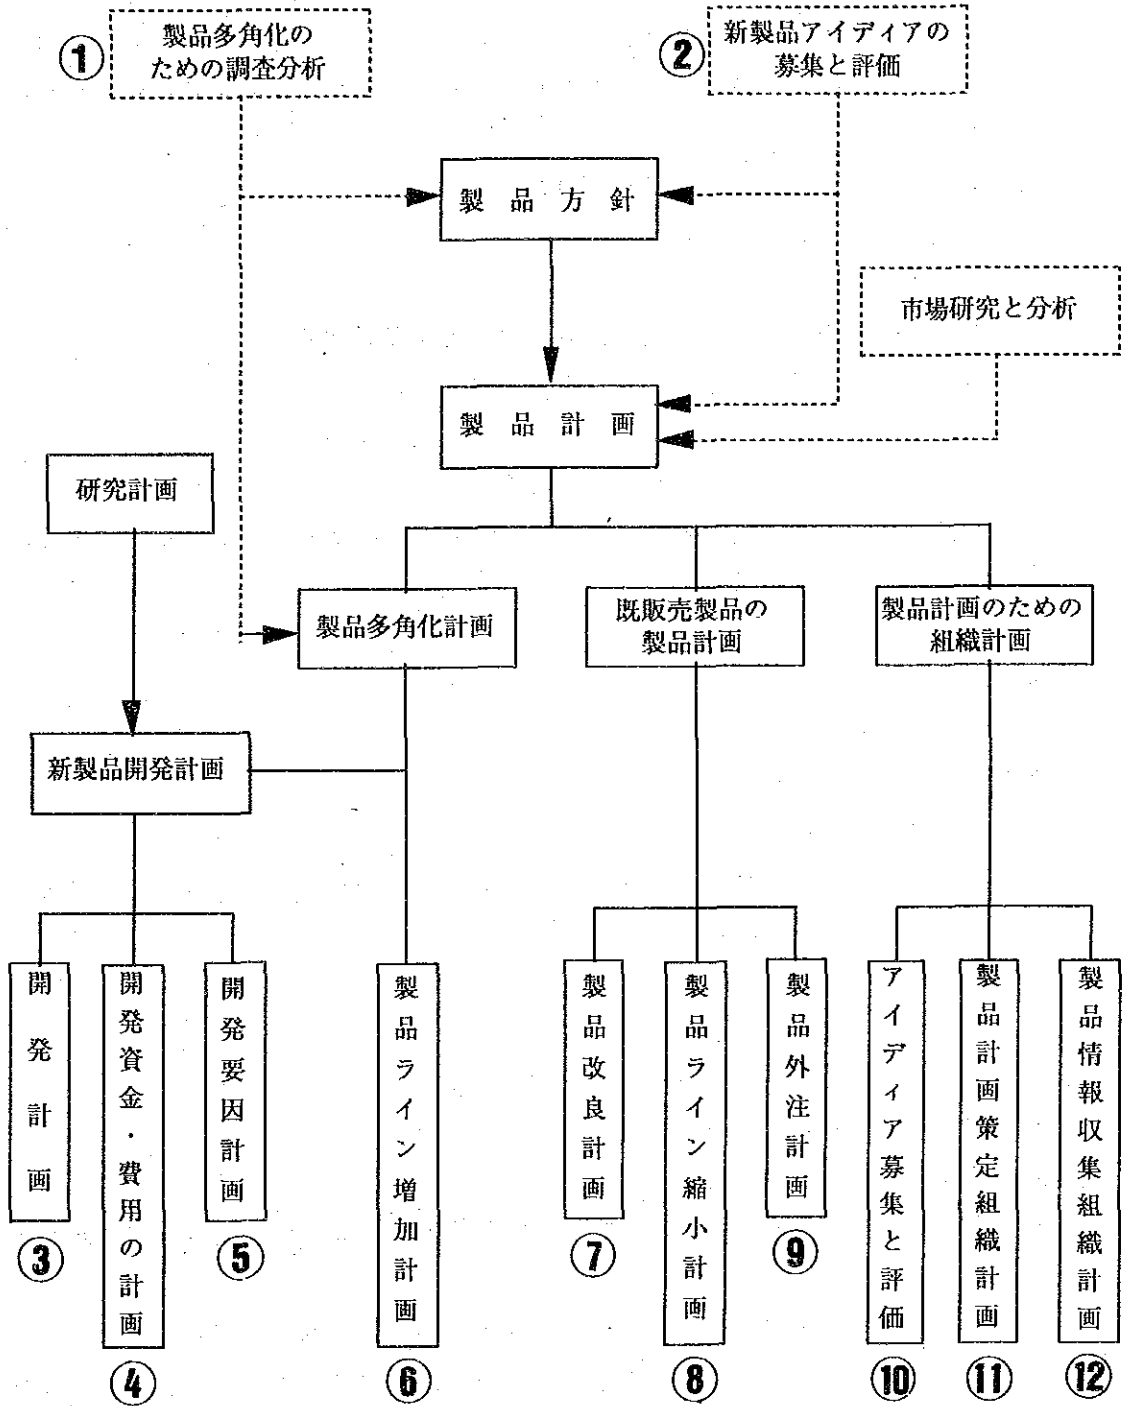 ①
製品多角化の
ための調査分析
②
新製品アイディアの
募集と評価
製品方針
市場研究と分析
製品計画
研究計画
製品多角化計画
既販売製品の
製品計画
製品計画のための
組織計画
新製品開発計画
開発計画
③
開発資金・費用の計画
④
開発要因計画
⑤
製品ライン増加計画
⑥
製品改良計画
⑦
製品ライン縮小計画
⑧
製品外注計画
⑨
アイディア募集と評価
⑩
製品計画策定組織計画
⑪
製品情報収集組織計画
⑫